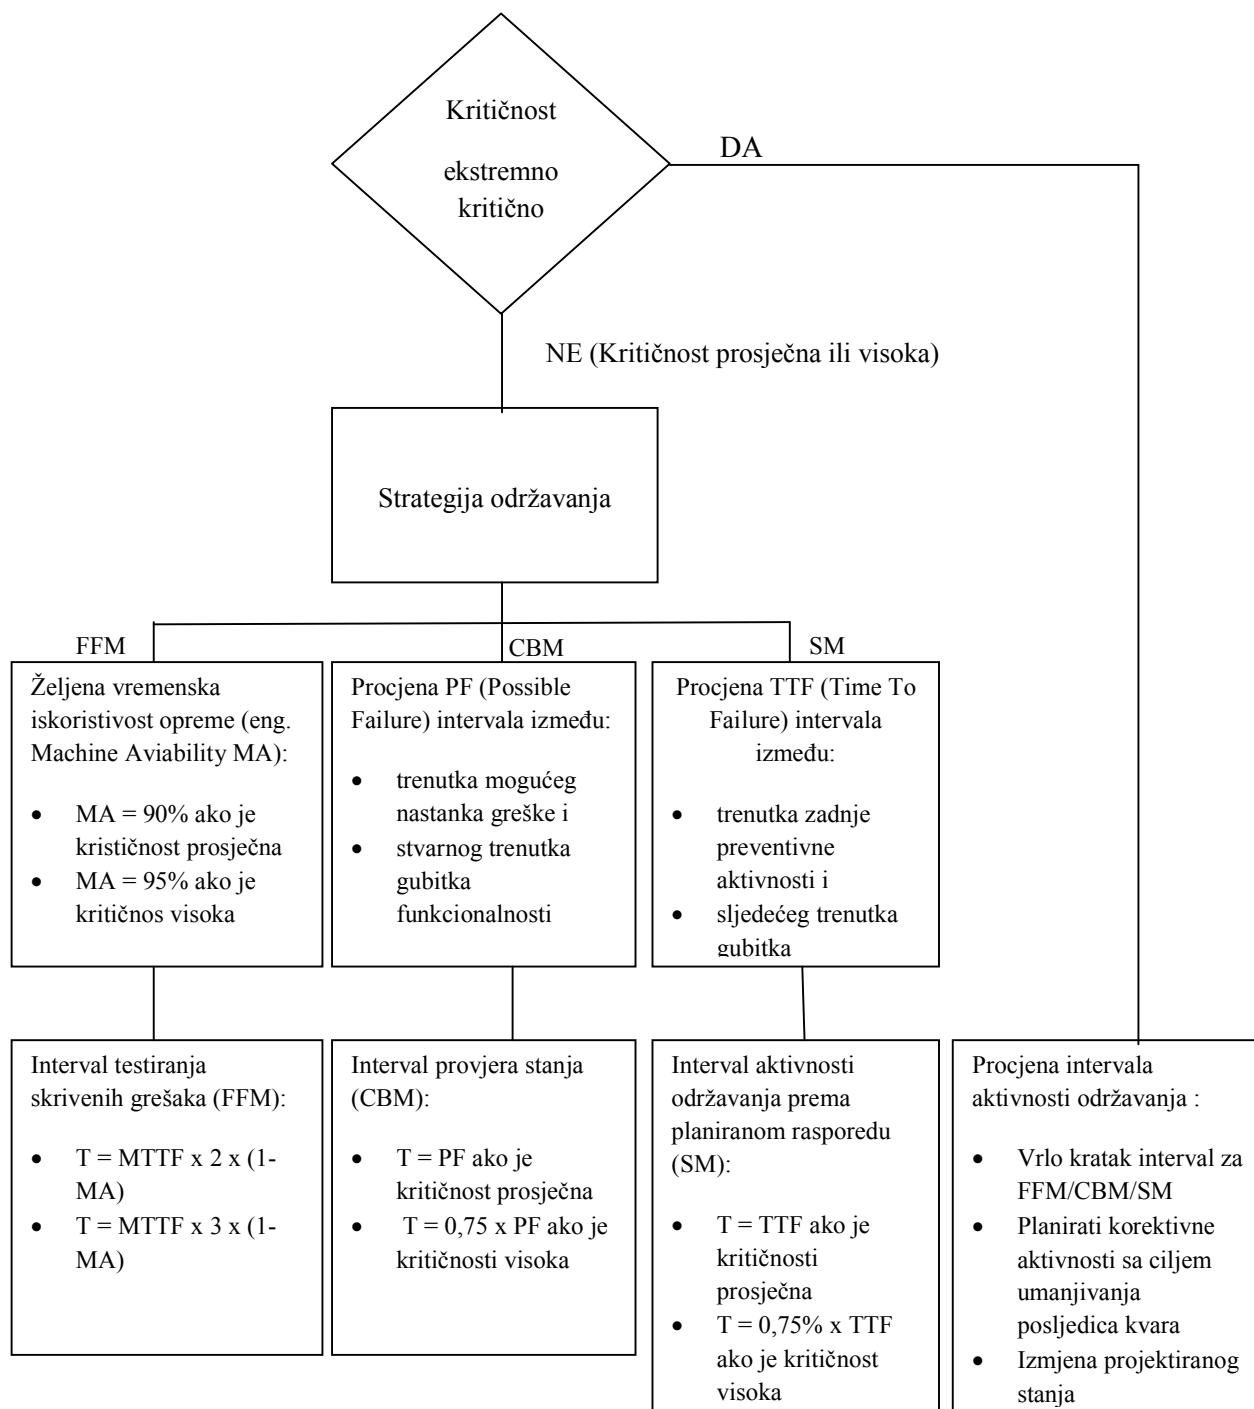 Kritičnost
ekstremno
kritično
DA
NE (Kritičnost prosječna ili visoka)
Strategija održavanja
FFM
CBM
SM
Željena vremenska
iskoristivost opreme (eng.
Machine Aviability MA):
• MA = 90% ako je
krističnost prosječna
• MA = 95% ako je
kritičnos visoka
Procjena PF (Possible
Failure) intervala između:
• trenutka mogućeg
nastanka greške i
• stvarnog trenutka
gubitka
funkcionalnosti
Procjena TTF (Time To
Failure) intervala
između:
• trenutka zadnje
preventivne
aktivnosti i
• sljedećeg trenutka
gubitka
Interval testiranja
skrivenih grešaka (FFM):
• T = MTTF x 2 x (1-
MA)
• T = MTTF x 3 x (1-
MA)
Interval provjera stanja
(CBM):
• T = PF ako je
kritičnost prosječna
• T = 0,75 x PF ako je
kritičnosti visoka
Interval aktivnosti
održavanja prema
planiranom rasporedu
(SM):
• T = TTF ako je
kritičnosti
prosječna
• T = 0,75% x TTF
ako je kritičnost
visoka
Procjena intervala
aktivnosti održavanja :
• Vrlo kratak interval za
FFM/CBM/SM
• Planirati korektivne
aktivnosti sa ciljem
umanjivanja
posljedica kvara
• Izmjena projektiranog
stanja